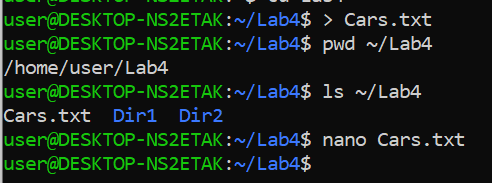 user@DESKTOP-NS2ETAK:~/Lab4$ > Cars.txt
user@DESKTOP-NS2ETAK:~/Lab4$ pwd ~/Lab4
/home/user/Lab4
user@DESKTOP-NS2ETAK:~/Lab4$ ls ~/Lab4
Cars.txt Dir1 Dir2
user@DESKTOP-NS2ETAK:~/Lab4$ nano Cars.txt
user@DESKTOP-NS2ETAK:~/Lab4$